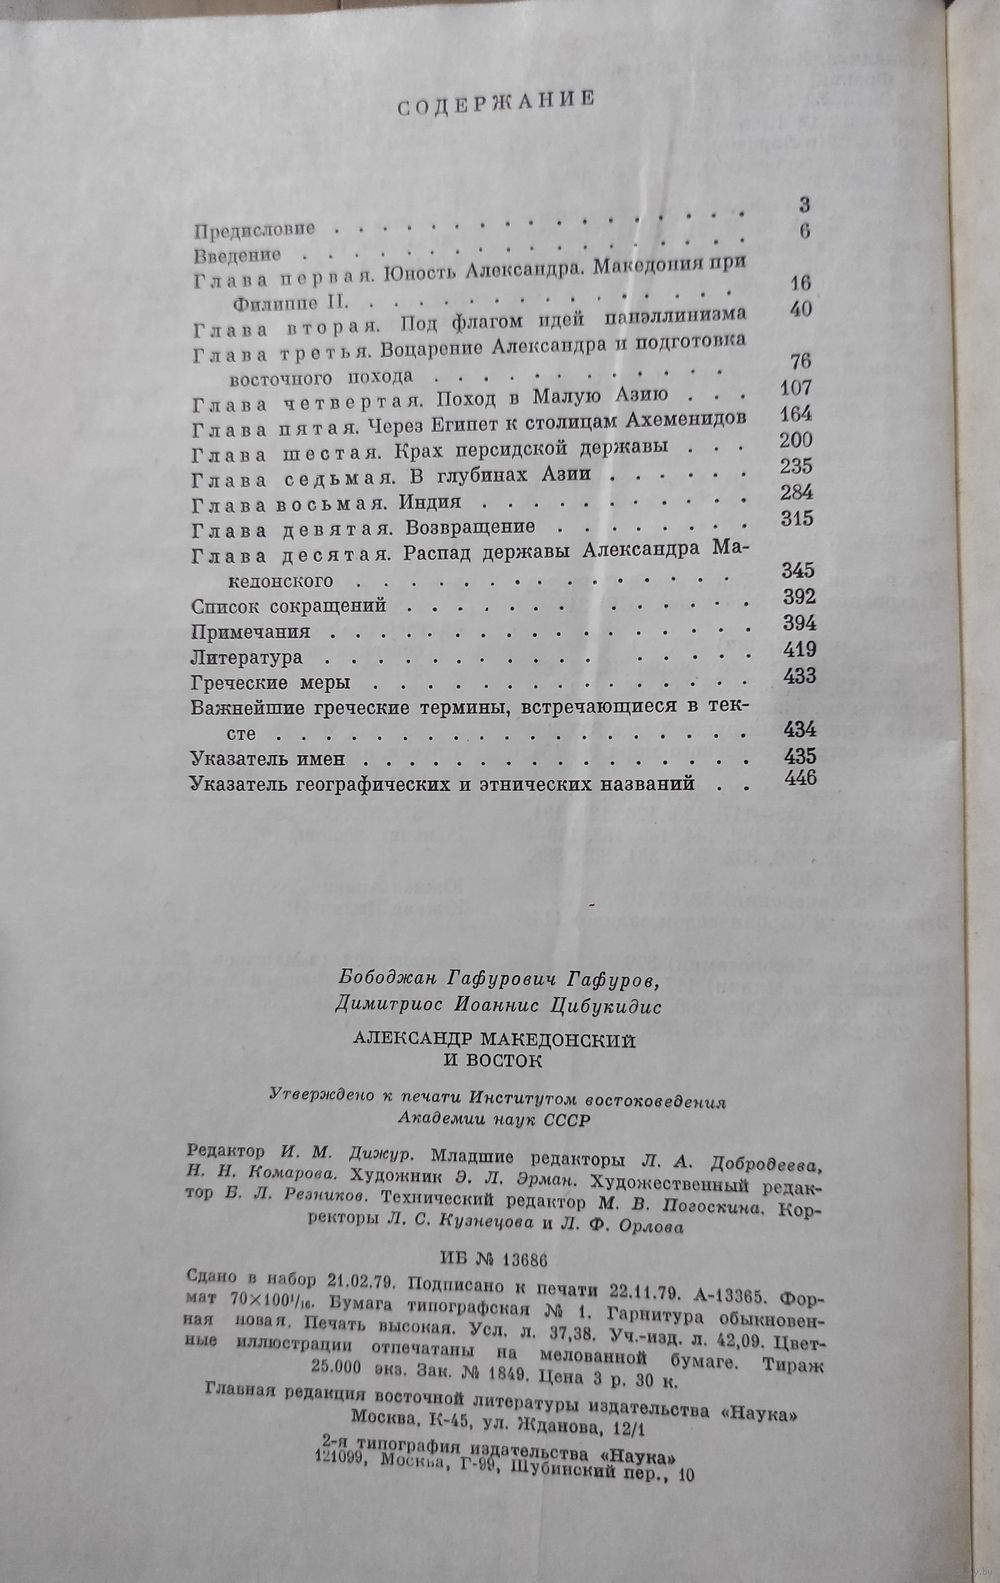 СОДЕРЖАНИЕ
Предисловие . . . . . . . . . . . . . . . . . 3
Введение . . . . . . . . . . . . . . . . . . 6
Глава первая. Юность Александра. Македония при
Филиппе II. . . . . . . . . . . . . . . . 16
Глава вторая. Под флагом идей панэллинизма 40
Глава третья. Воцарение Александра и подготовка
восточного похода . . . . . . . . . . . . 76
Глава четвертая. Поход в Малую Азию . . . 107
Глава пятая. Через Египет к столицам Ахеменидов 164
Глава шестая. Крах персидской державы . . . 200
Глава седьмая. В глубинах Азии . . . . . . 235
Глава восьмая. Индия . . . . . . . . . . 284
Глава девятая. Возвращение . . . . . . . . 315
Глава десятая. Распад державы Александра Ма-
кедонского . . . . . . . . . . . . . . . 345
Список сокращений . . . . . . . . . . . . . 392
Примечания . . . . . . . . . . . . . . . . 394
Литература . . . . . . . . . . . . . . . . 419
Греческие меры . . . . . . . . . . . . . . 433
Важнейшие греческие термины, встречающиеся в тек-
сте . . . . . . . . . . . . . . . . . . 434
Указатель имен . . . . . . . . . . . . . . . 435
Указатель географических и этнических названий . . 446
Бободжан Гафурович Гафуров,
Димитриос Иоаннис Цибукидис
АЛЕКСАНДР МАКЕДОНСКИЙ
И ВОСТОК
Утверждено к печати Институтом востоковедения
Академии наук СССР
Редактор И. М. Дижур. Младшие редакторы Л. А. Добродеева,
Н. Н. Комарова. Художник Э. Л. Эрман. Художественный редак-
тор Б. Л. Резников. Технический редактор М. В. Погоскина. Кор-
ректоры Л. С. Кузнецова и Л. Ф. Орлова
ИБ № 13686
Сдано в набор 21.02.79. Подписано к печати 22.11.79. А-13365. Фор-
мат 70×100¹/₁₆. Бумага типографская № 1. Гарнитура обыкновен-
ная новая. Печать высокая. Усл. л. 37,38. Уч.-изд. л. 42,09. Цвет-
ные иллюстрации отпечатаны на мелованной бумаге. Тираж
25.000 экз. Зак. № 1849. Цена 3 р. 30 к.
Главная редакция восточной литературы издательства «Наука»
Москва, К-45, ул. Жданова, 12/1
2-я типография издательства «Наука»
121099, Москва, Г-99, Шубинский пер., 10